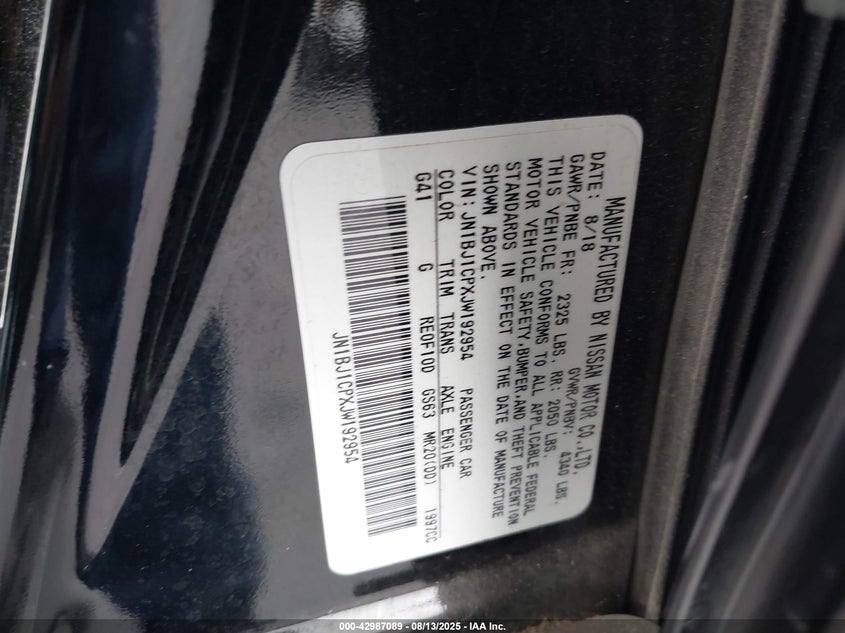 MANUFACTURED BY NISSAN MOTOR CO.,LTD.
DATE: 8/18 GVWR/PNBV: 4340 LBS.
GAWR/PNBE FR: 2325 LBS. RR: 2050 LBS.
THIS VEHICLE CONFORMS TO ALL APPLICABLE FEDERAL
MOTOR VEHICLE SAFETY,BUMPER,AND THEFT PREVENTION
STANDARDS IN EFFECT ON THE DATE OF MANUFACTURE
SHOWN ABOVE.
VIN: JN1BJ1CPXJW192954 PASSENGER CAR
COLOR TRIM TRANS AXLE ENGINE
G41 G RE0F10D GS63 MR20(DD) 1997CC
JN1BJ1CPXJW192954
000-42987089 - 08/13/2025 - IAA Inc.